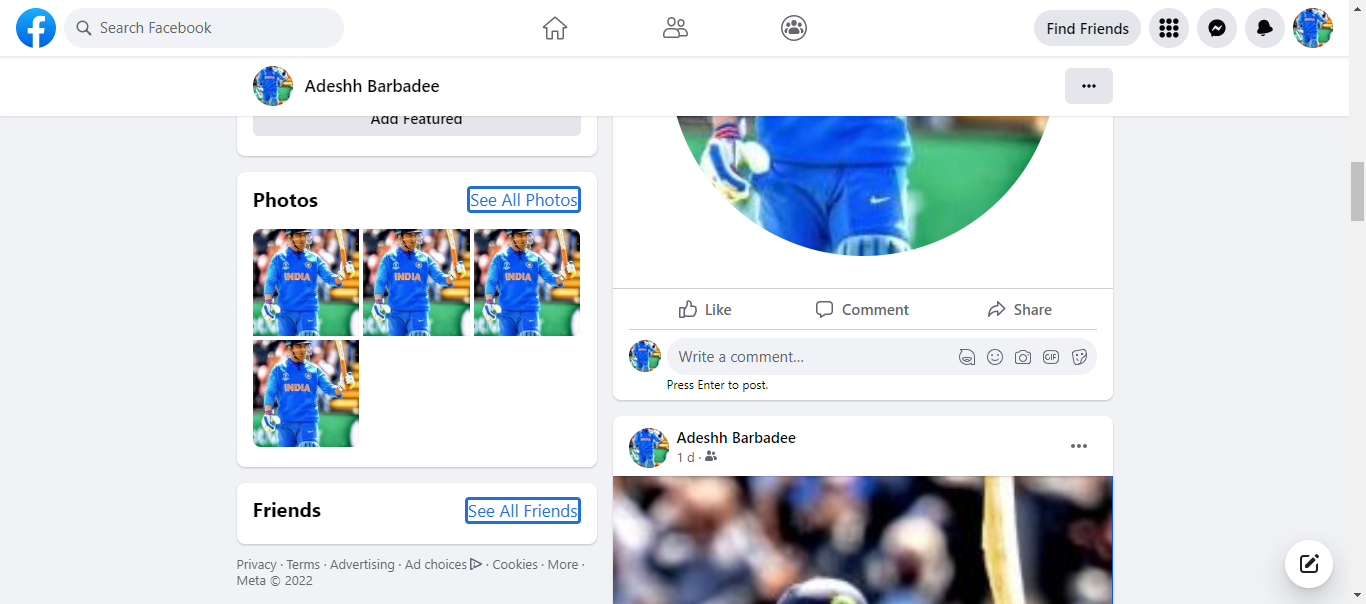 Search Facebook
Find Friends
Adeshh Barbadee
Add Featured
Photos
See All Photos
INDIA
INDIA
INDIA
INDIA
Friends
See All Friends
Privacy · Terms · Advertising · Ad choices · Cookies · More ·
Meta © 2022
Like
Comment
Share
Write a comment...
GIF
Press Enter to post.
Adeshh Barbadee
1 d ·